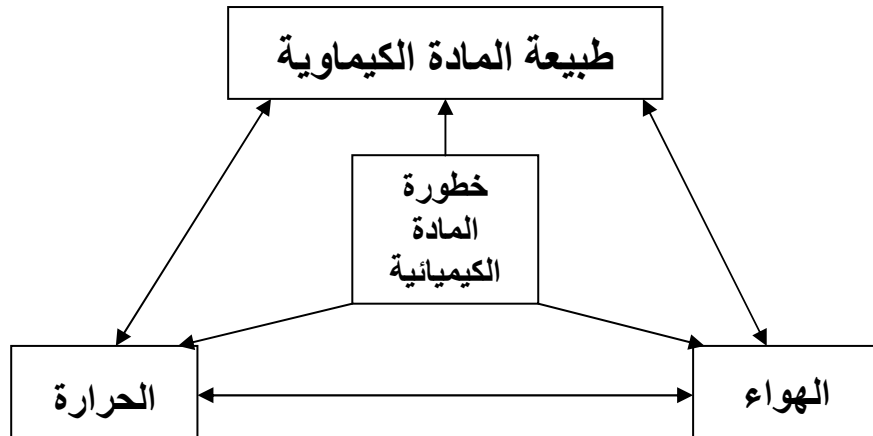 طبيعة المادة الكيماوية
خطورة
المادة
الكيميائية
الهواء
الحرارة